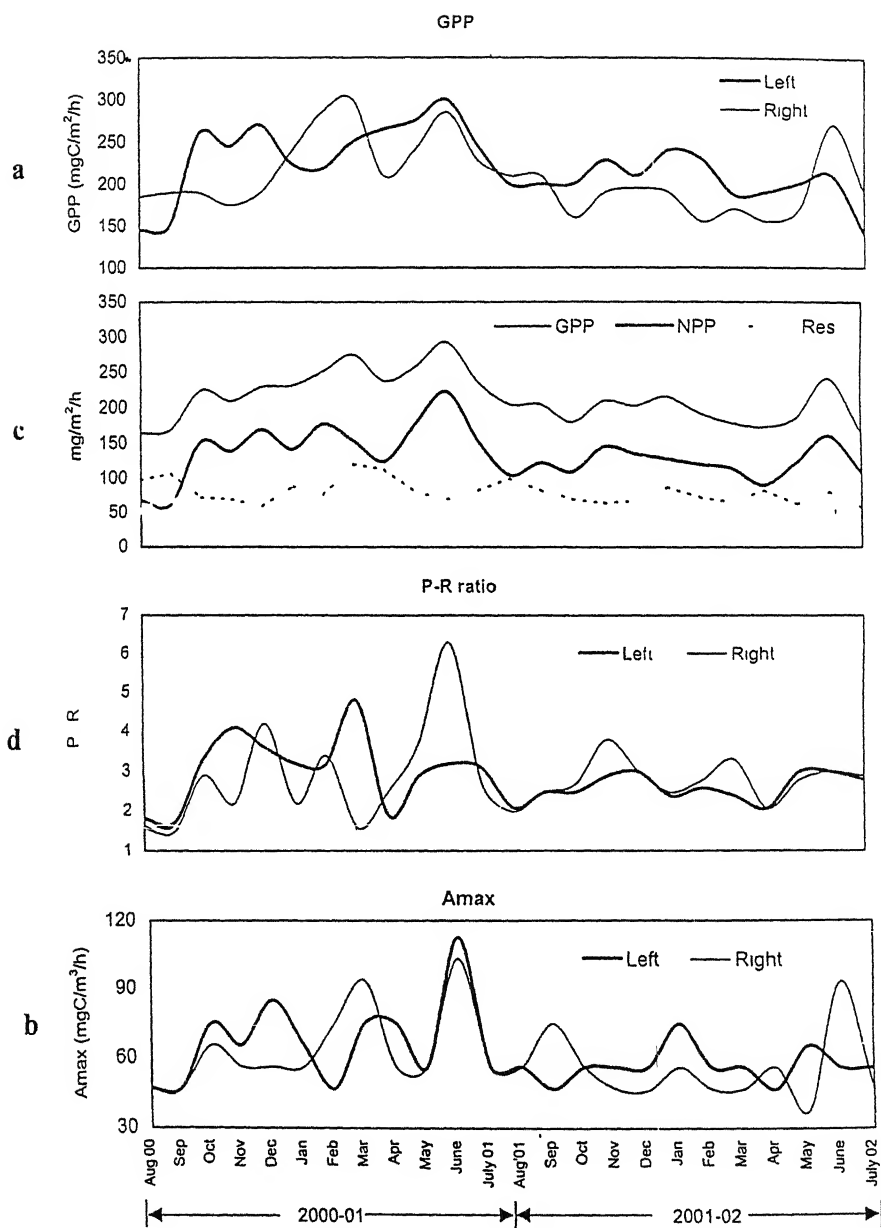 GPP
350
300
250
200
150
100
GPP (mgC/m²/h)
Left
Right
a
350
300
250
200
150
100
50
0
mg/m²/h
GPP NPP Res
c
P-R ratio
7
6
5
4
3
2
1
P R
Left Right
d
Amax
120
90
60
30
Amax (mgC/m³/h)
Left Right
b
Aug 00 Sep Oct Nov Dec Jan Feb Mar Apr May June July 01 Aug'01 Sep Oct Nov Dec Jan Feb Mar Apr May June July 02
2000-01 2001-02